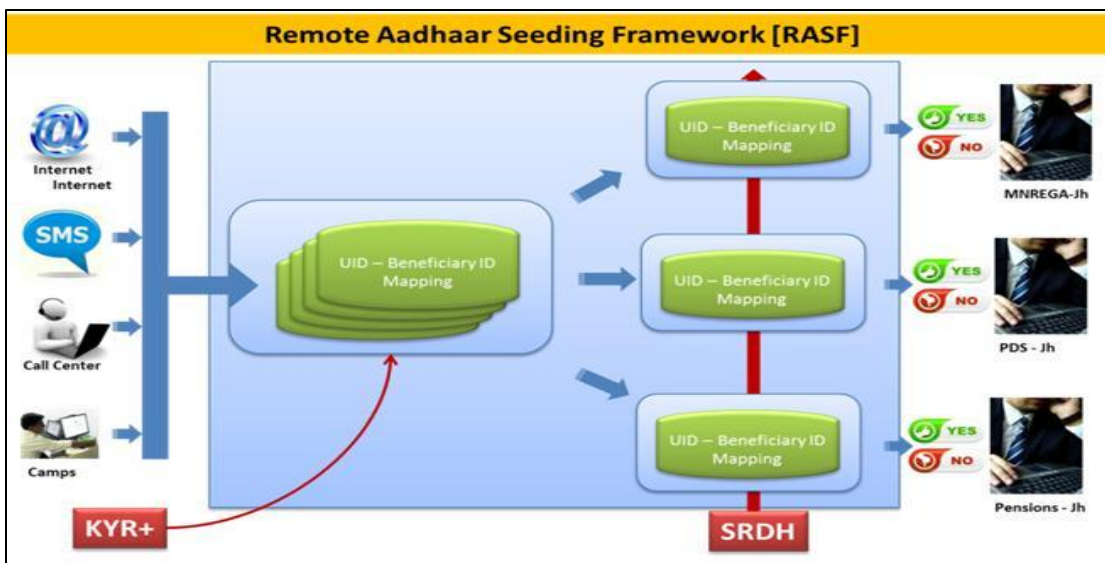 Remote Aadhaar Seeding Framework [RASF]
Internet
Internet
SMS
Call Center
Camps
KYR+
UID – Beneficiary ID
Mapping
UID – Beneficiary ID
Mapping
UID – Beneficiary ID
Mapping
UID – Beneficiary ID
Mapping
SRDH
YES
NO
MNREGA-Jh
YES
NO
PDS - Jh
YES
NO
Pensions - Jh